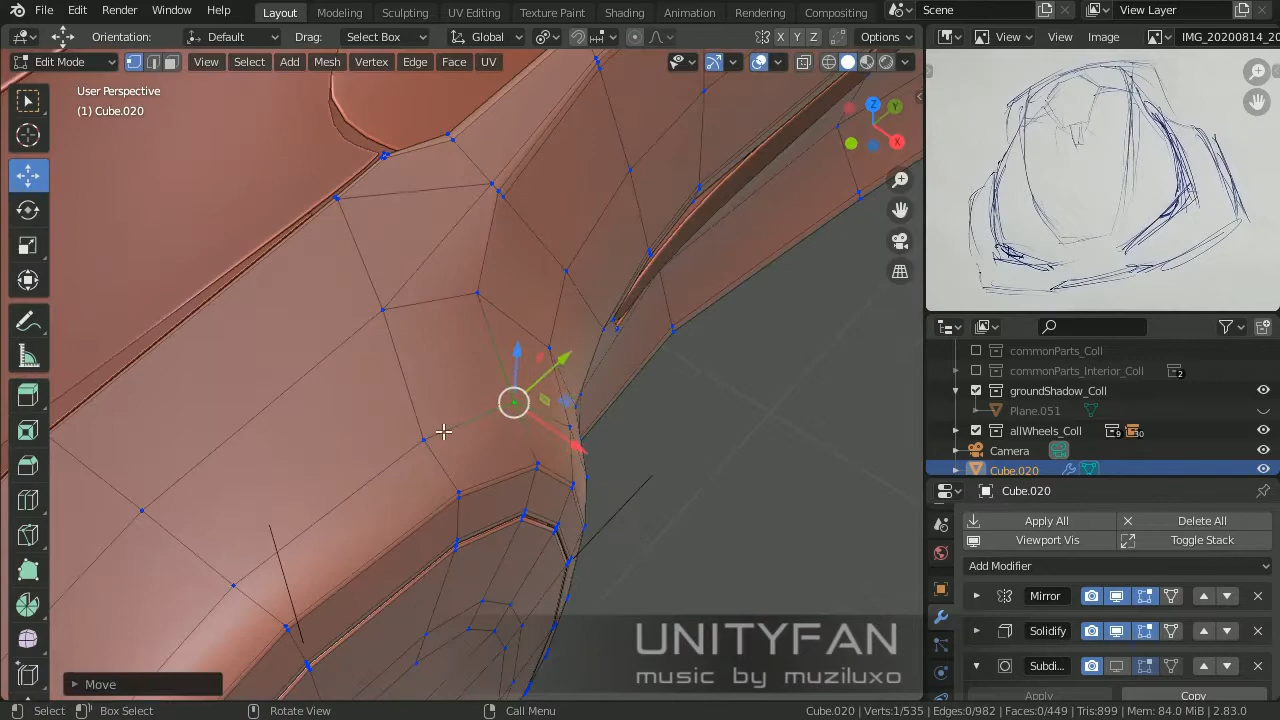 File Edit Render Window Help Layout Modeling Sculpting UV Editing Texture Paint Shading Animation Rendering Compositing Scene View Layer
Orientation: Default Drag: Select Box Global Options View View Image IMG_20200814_20
Edit Mode View Select Add Mesh Vertex Edge Face UV
User Perspective
(1) Cube.020
Z
Y
X
X Y Z
commonParts_Coll
commonParts_Interior_Coll 2
groundShadow_Coll
Plane.051
allWheels_Coll 9 30
Camera
Cube.020
Cube.020
Apply All Delete All
Viewport Vis Toggle Stack
Add Modifier
Mirror
Solidify
Subdi...
Apply Copy
UNITYFAN
music by muziluxo
Move
Select Box Select Rotate View Call Menu Cube.020 | Verts:1/535 | Edges:0/982 | Faces:0/449 | Tris:899 | Mem: 84.0 MiB | 2.83.0